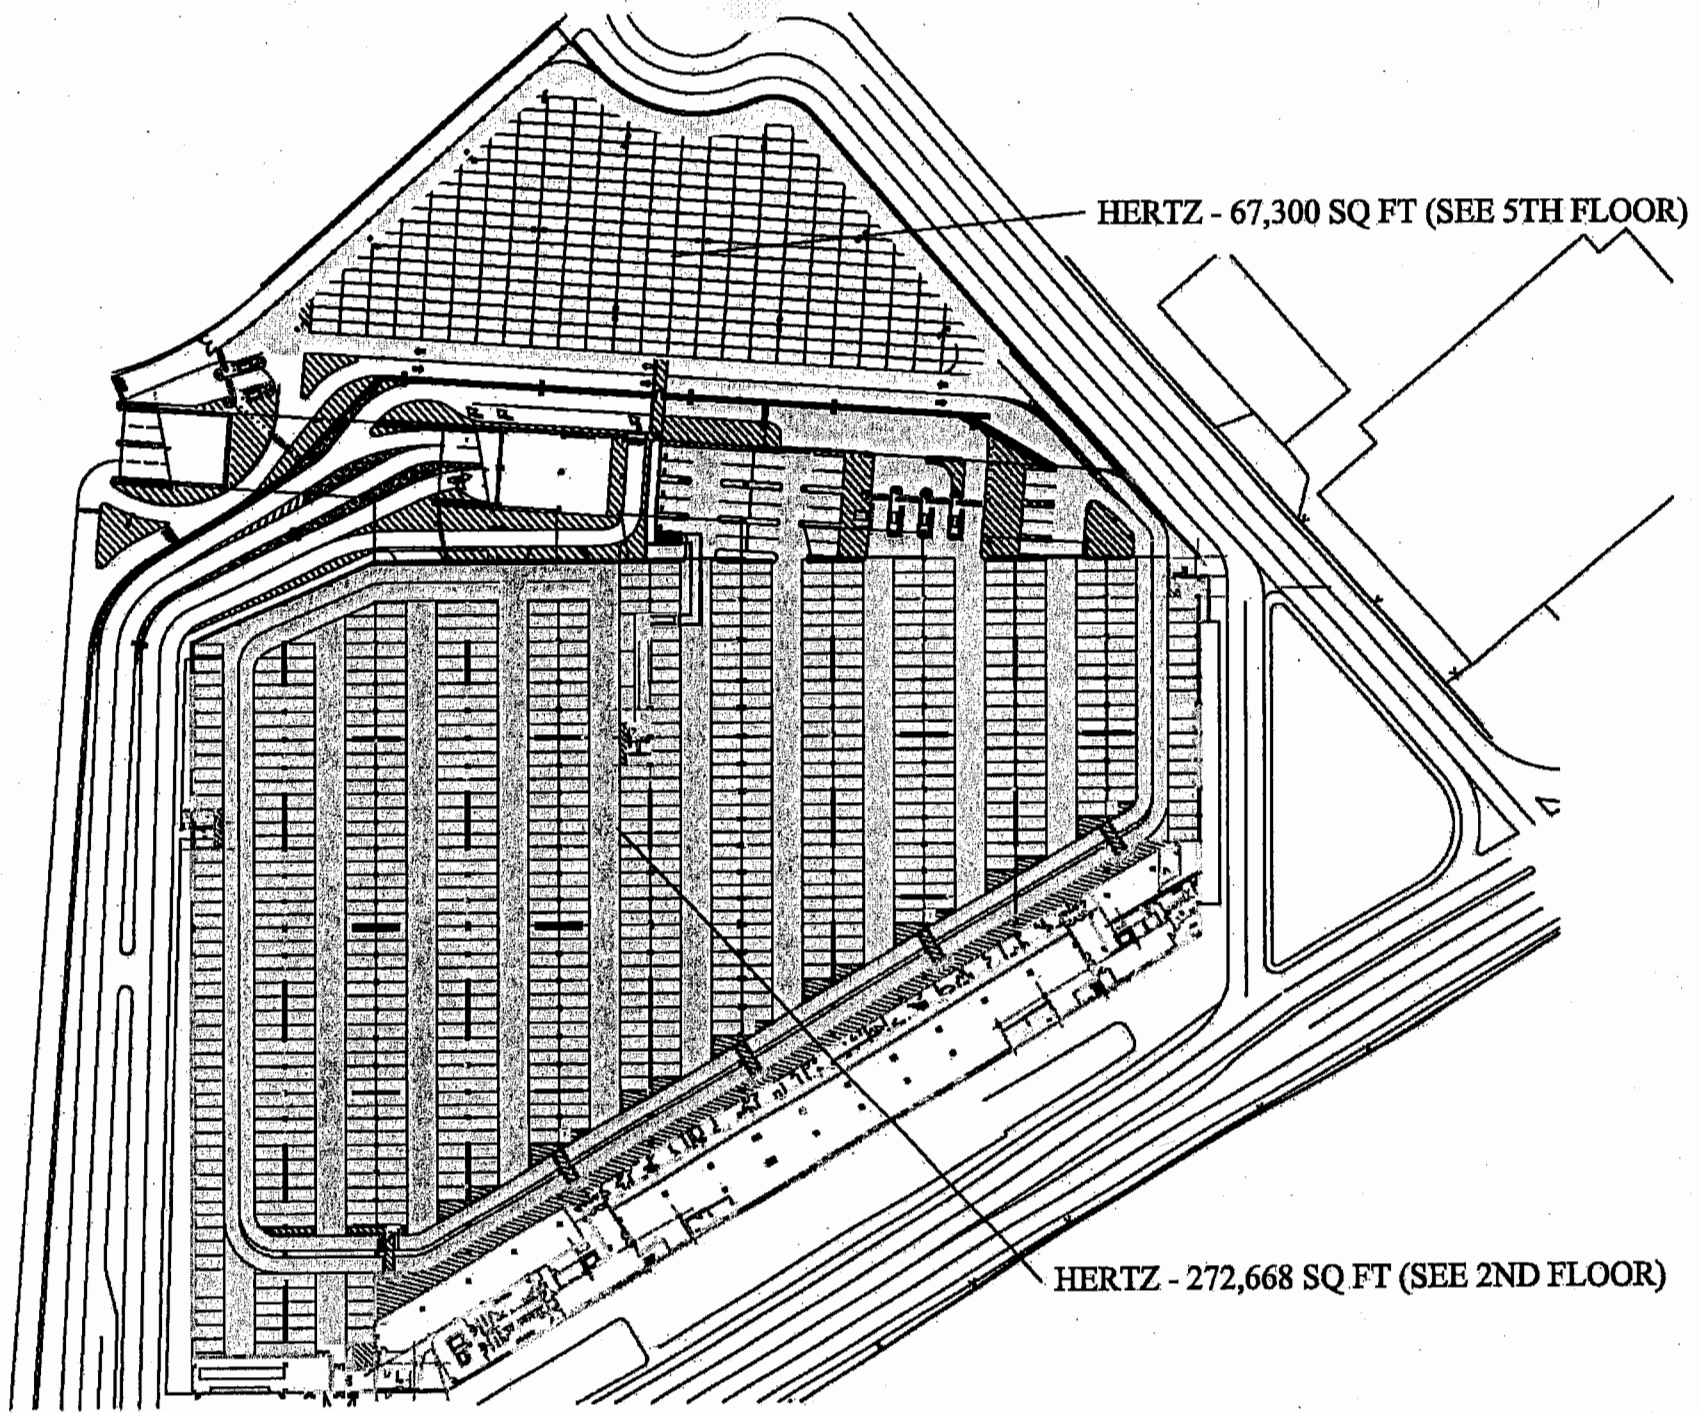 HERTZ - 67,300 SQ FT (SEE 5TH FLOOR)
HERTZ - 272,668 SQ FT (SEE 2ND FLOOR)